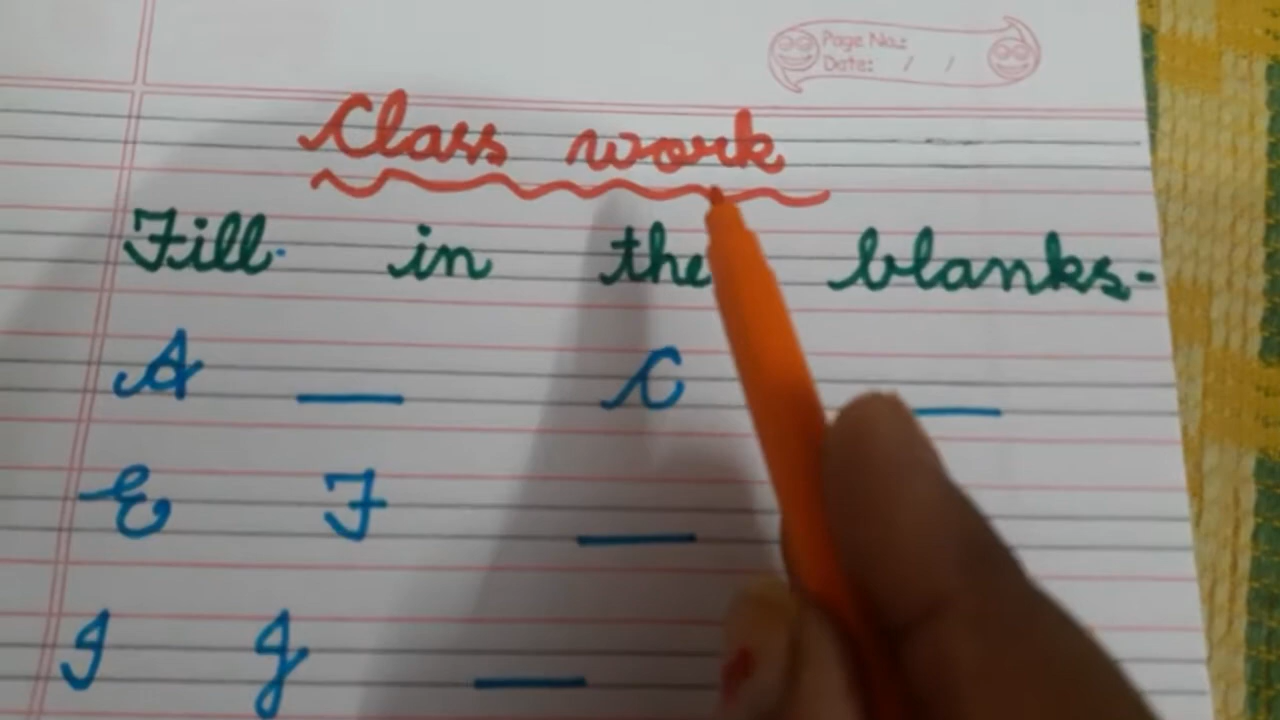 Page No.:
Date: / /
Class work
Fill in the blanks-
A __ C __
E F __
I J __